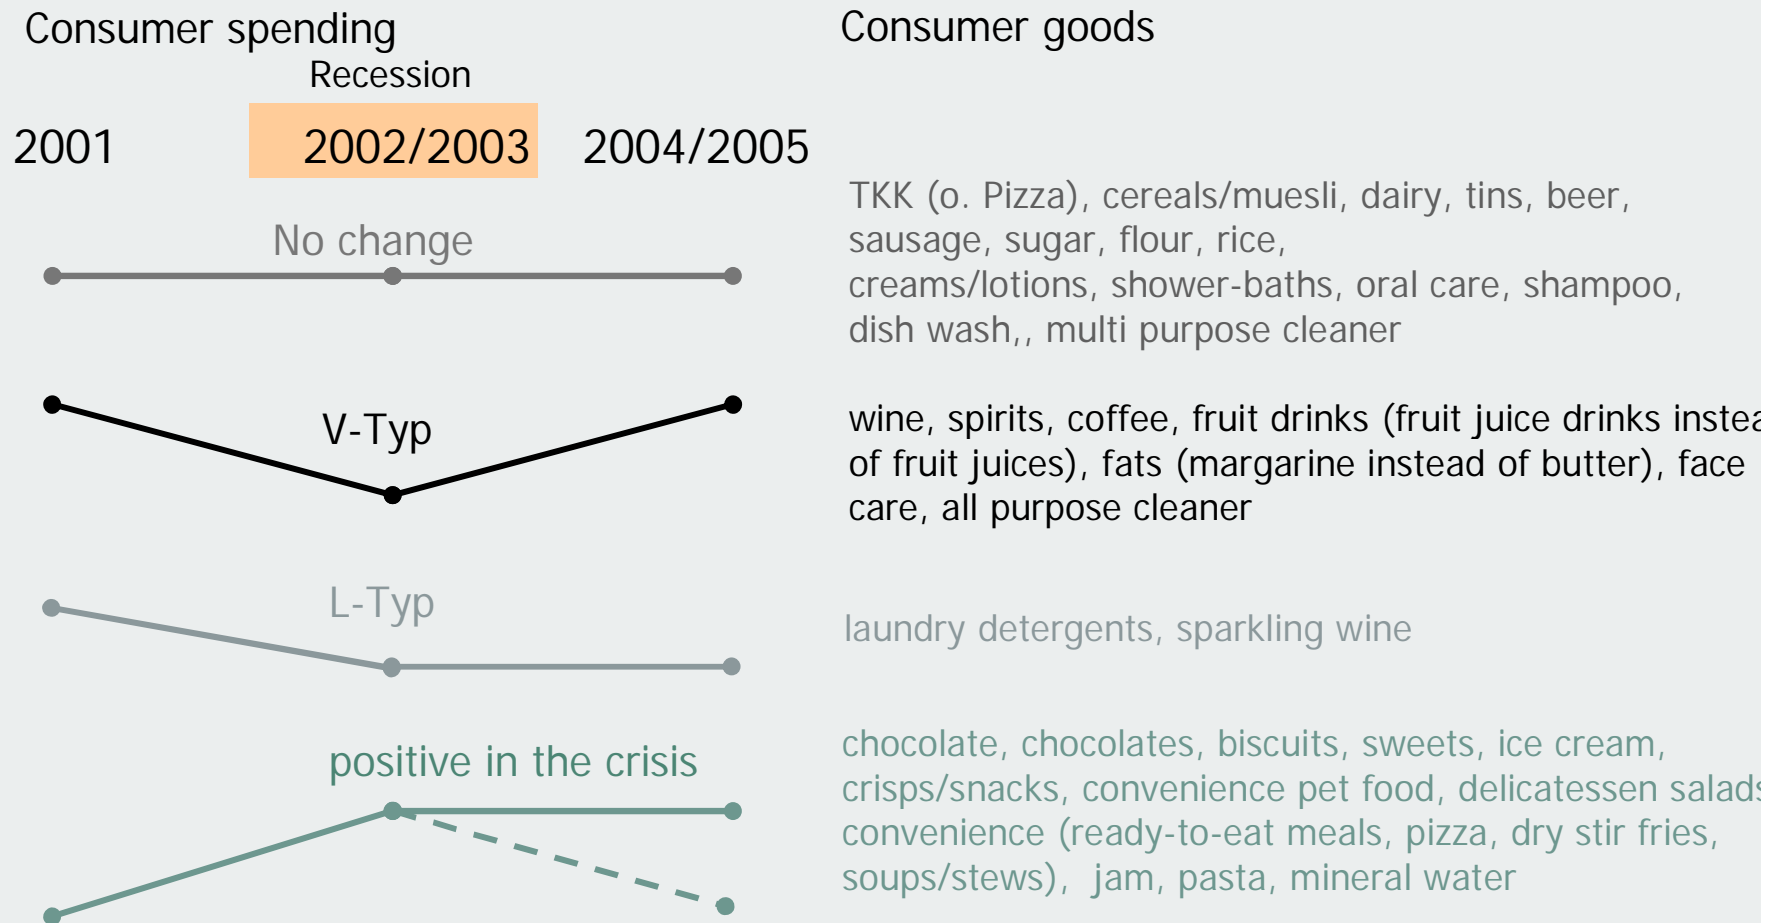 Consumer spending
Recession
2001 2002/2003 2004/2005
No change
V-Typ
L-Typ
positive in the crisis
Consumer goods
TKK (o. Pizza), cereals/muesli, dairy, tins, beer,
sausage, sugar, flour, rice,
creams/lotions, shower-baths, oral care, shampoo,
dish wash,, multi purpose cleaner
wine, spirits, coffee, fruit drinks (fruit juice drinks
of fruit juices), fats (margarine instead of butter), face
care, all purpose cleaner
laundry detergents, sparkling wine
chocolate, chocolates, biscuits, sweets, ice cream,
crisps/snacks, convenience pet food, delicatessen salads
convenience (ready-to-eat meals, pizza, dry stir fries,
soups/stews), jam, pasta, mineral water